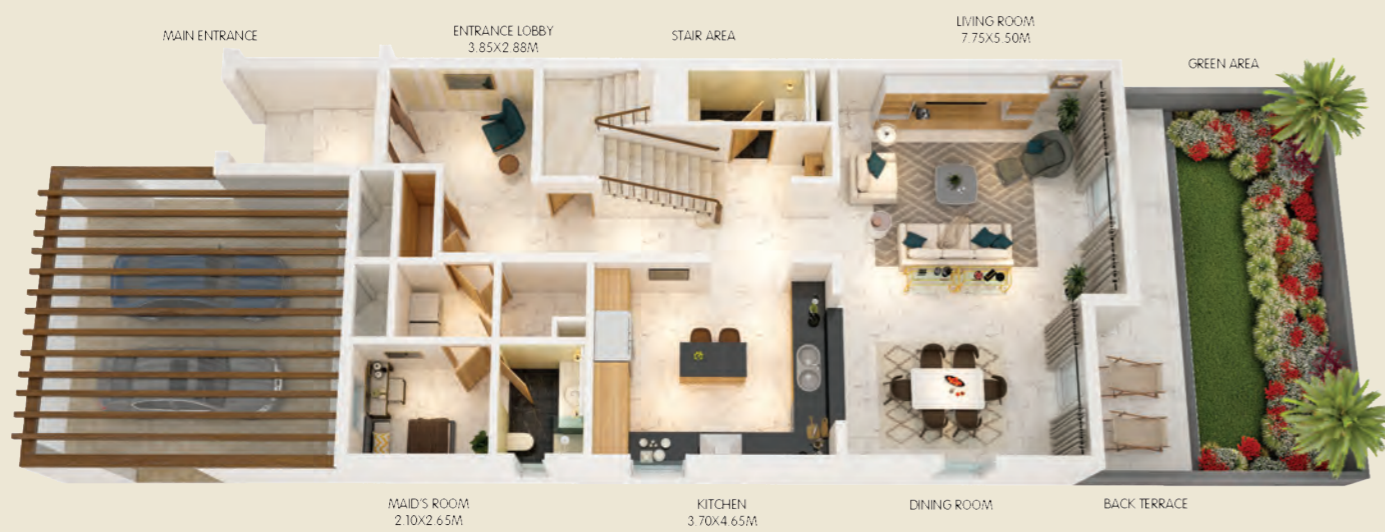 MAIN ENTRANCE
ENTRANCE LOBBY
3.85X2.88M
STAIR AREA
LIVING ROOM
7.75X5.50M
GREEN AREA
MAID'S ROOM
2.10X2.65M
KITCHEN
3.70X4.65M
DINING ROOM
BACK TERRACE